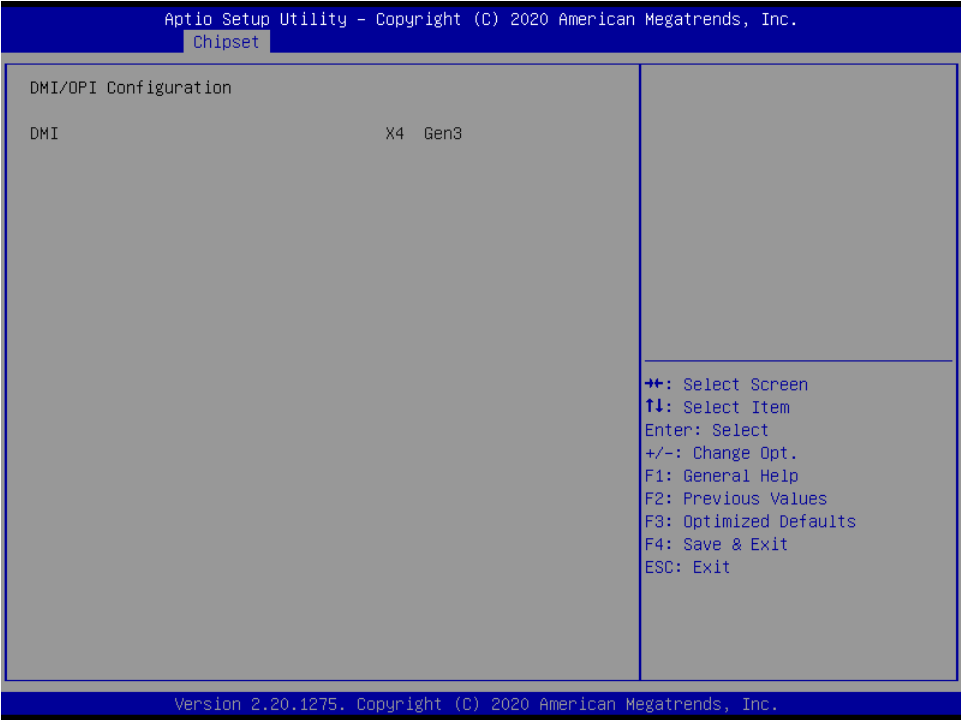 Aptio Setup Utility – Copyright (C) 2020 American Megatrends, Inc.
Chipset
DMI/OPI Configuration
DMI X4 Gen3
→←: Select Screen
↑↓: Select Item
Enter: Select
+/-: Change Opt.
F1: General Help
F2: Previous Values
F3: Optimized Defaults
F4: Save & Exit
ESC: Exit
Version 2.20.1275. Copyright (C) 2020 American Megatrends, Inc.